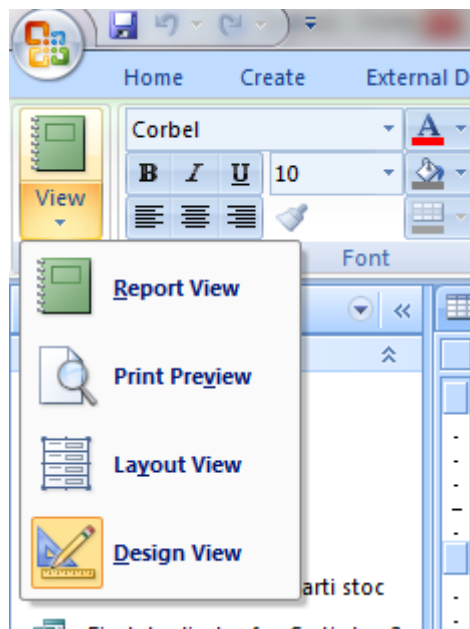 Home Create External D
Corbel
A
B I U 10
View
Font
Report View
Print Preview
Layout View
Design View
arti stoc